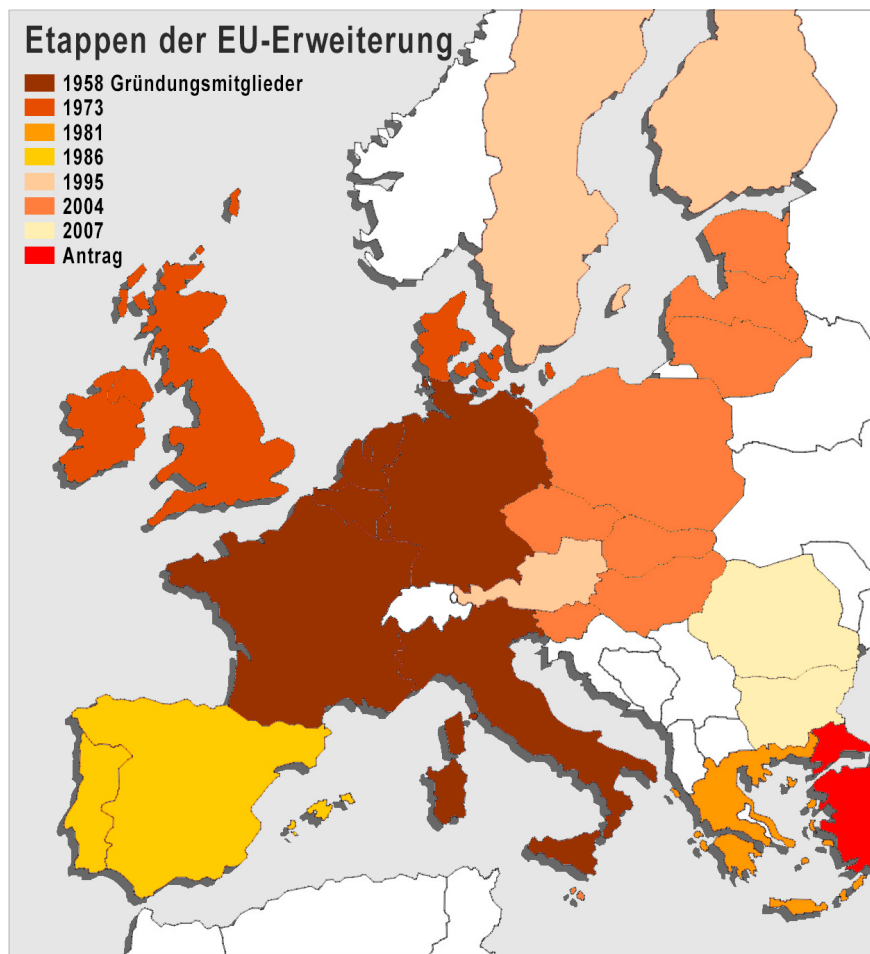 Etappen der EU-Erweiterung
1958 Gründungsmitglieder
1973
1981
1986
1995
2004
2007
Antrag